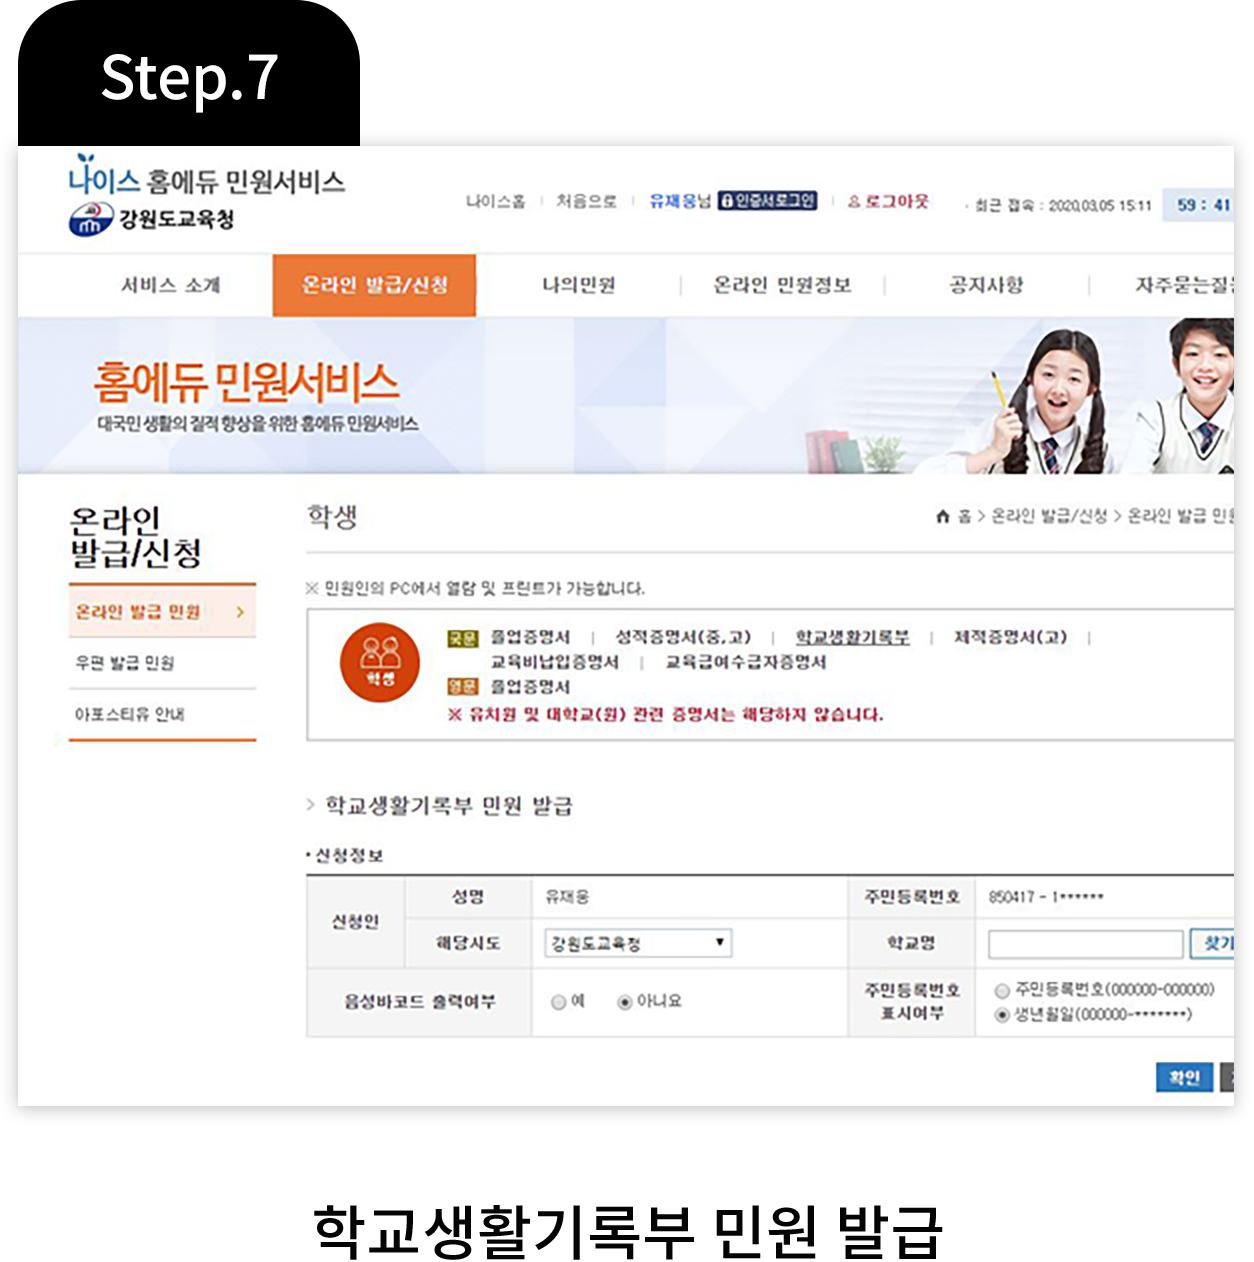 Step.7
나이스 홈에듀 민원서비스
강원도교육청
나이스홈 처음으로 유재웅님 인증서로그인 로그아웃 · 최근 접속 : 2020.03.05 15:11 59 : 41
서비스 소개 온라인 발급/신청 나의민원 온라인 민원정보 공지사항 자주묻는질
홈에듀 민원서비스
대국민 생활의 질적 향상을 위한 홈에듀 민원서비스
온라인
발급/신청
온라인 발급 민원 >
우편 발급 민원
아포스티유 안내
학생
홈 > 온라인 발급/신청 > 온라인 발급 민원
※ 민원인의 PC에서 열람 및 프린트가 가능합니다.
학생
국문 졸업증명서 | 성적증명서(중,고) | 학교생활기록부 | 제적증명서(고) |
교육비납입증명서 | 교육급여수급자증명서
영문 졸업증명서
※ 유치원 및 대학교(원) 관련 증명서는 해당하지 않습니다.
> 학교생활기록부 민원 발급
· 신청정보
신청인 성명 유재웅 주민등록번호 850417 - 1******
해당시도 강원도교육청 ▼ 학교명 찾기
음성바코드 출력여부 예 아니요 주민등록번호 표시여부 주민등록번호(000000-000000)
생년월일(000000-*******)
확인
학교생활기록부 민원 발급